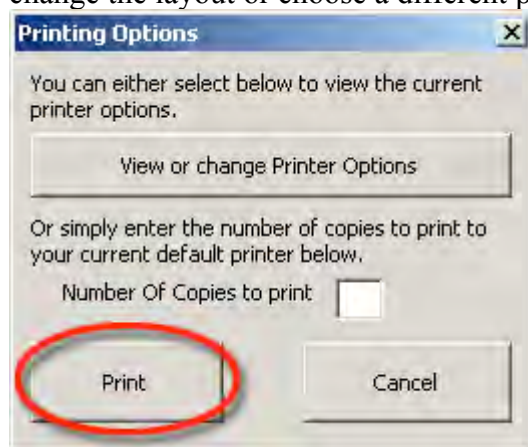 change the layout or choose a different p
Printing Options
You can either select below to view the current
printer options.
View or change Printer Options
Or simply enter the number of copies to print to
your current default printer below.
Number Of Copies to print
Print
Cancel